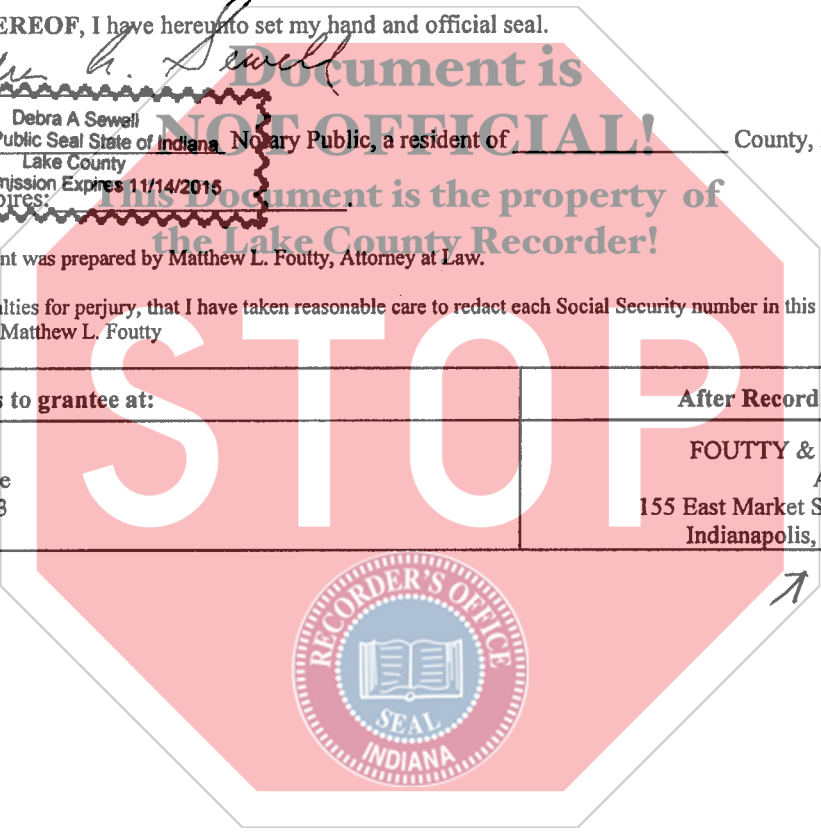 EREOF, I have hereunto set my hand and official seal.
Document is
A. Sewell
Debra A Sewell
NOT OFFICIAL!
Public Seal State of Indiana Notary Public, a resident of County,
Lake County
mission Expires 11/14/2015
This Document is the property of
pires:
the Lake County Recorder!
nt was prepared by Matthew L. Foutty, Attorney at Law.
alties for perjury, that I have taken reasonable care to redact each Social Security number in this
Matthew L. Foutty
STOP
s to grantee at:
After Record
FOUTTY &
e
A
3
155 East Market S
Indianapolis,
RECORDER'S OFFICE
SEAL
INDIANA